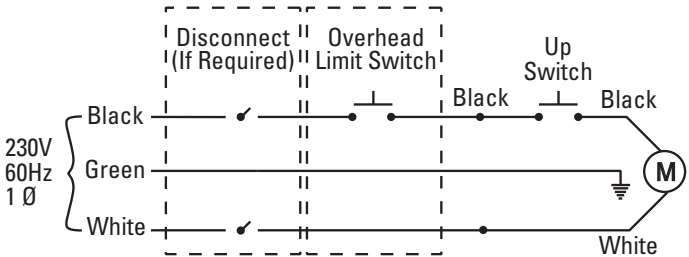 Disconnect
(If Required)
Overhead
Limit Switch
Up
Switch
Black
Black
Black
230V
60Hz
1 Ø
Green
M
White
White